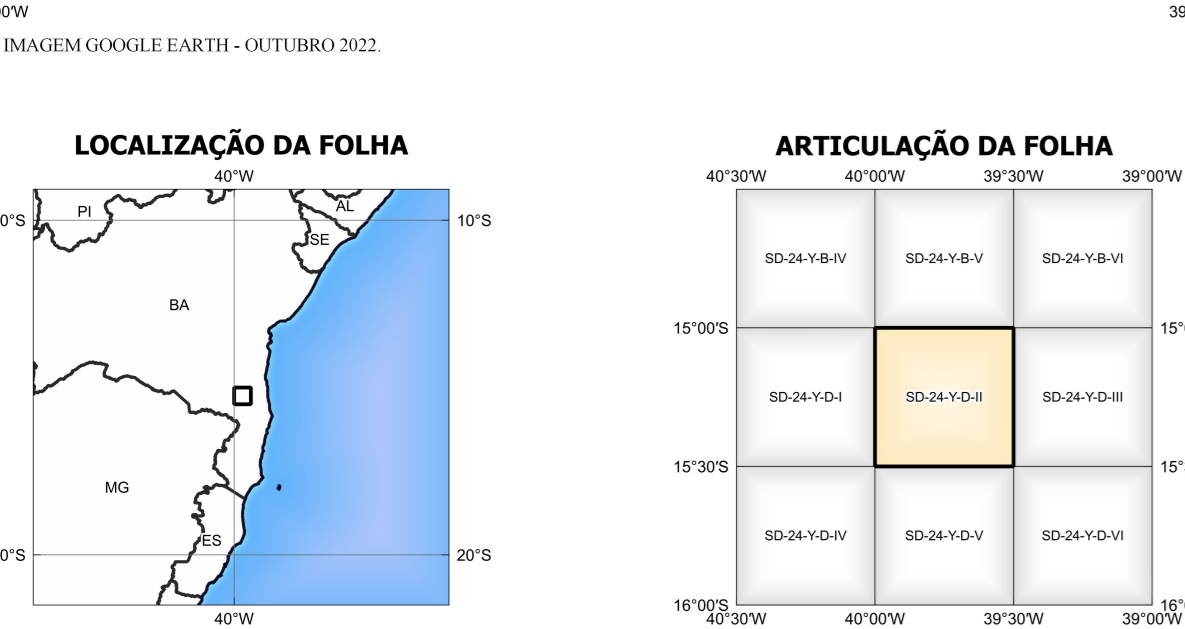 0'W
39
IMAGEM GOOGLE EARTH - OUTUBRO 2022.
LOCALIZAÇÃO DA FOLHA
40°W
PI
AL
0°S
10°S
SE
BA
MG
ES
0°S
20°S
40°W
ARTICULAÇÃO DA FOLHA
40°30'W 40°00'W 39°30'W 39°00'W
SD-24-Y-B-IV SD-24-Y-B-V SD-24-Y-B-VI
15°00'S 15°0
SD-24-Y-D-I SD-24-Y-D-II SD-24-Y-D-III
15°30'S 15°
SD-24-Y-D-IV SD-24-Y-D-V SD-24-Y-D-VI
16°00'S 16°
40°30'W 40°00'W 39°30'W 39°00'W